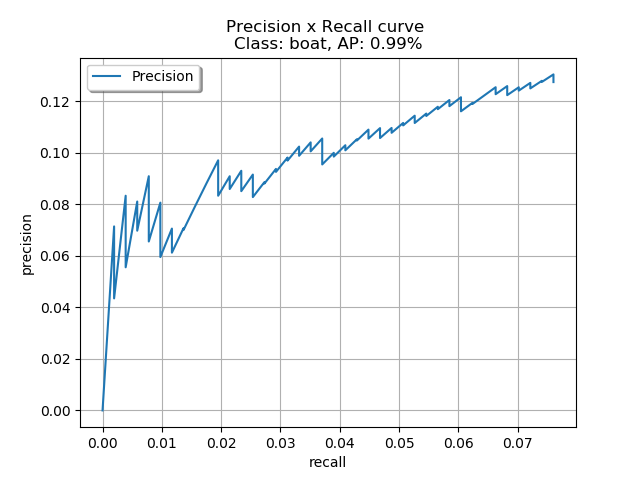 Precision x Recall curve
Class: boat, AP: 0.99%
Precision
precision
0.12
0.10
0.08
0.06
0.04
0.02
0.00
0.00 0.01 0.02 0.03 0.04 0.05 0.06 0.07
recall